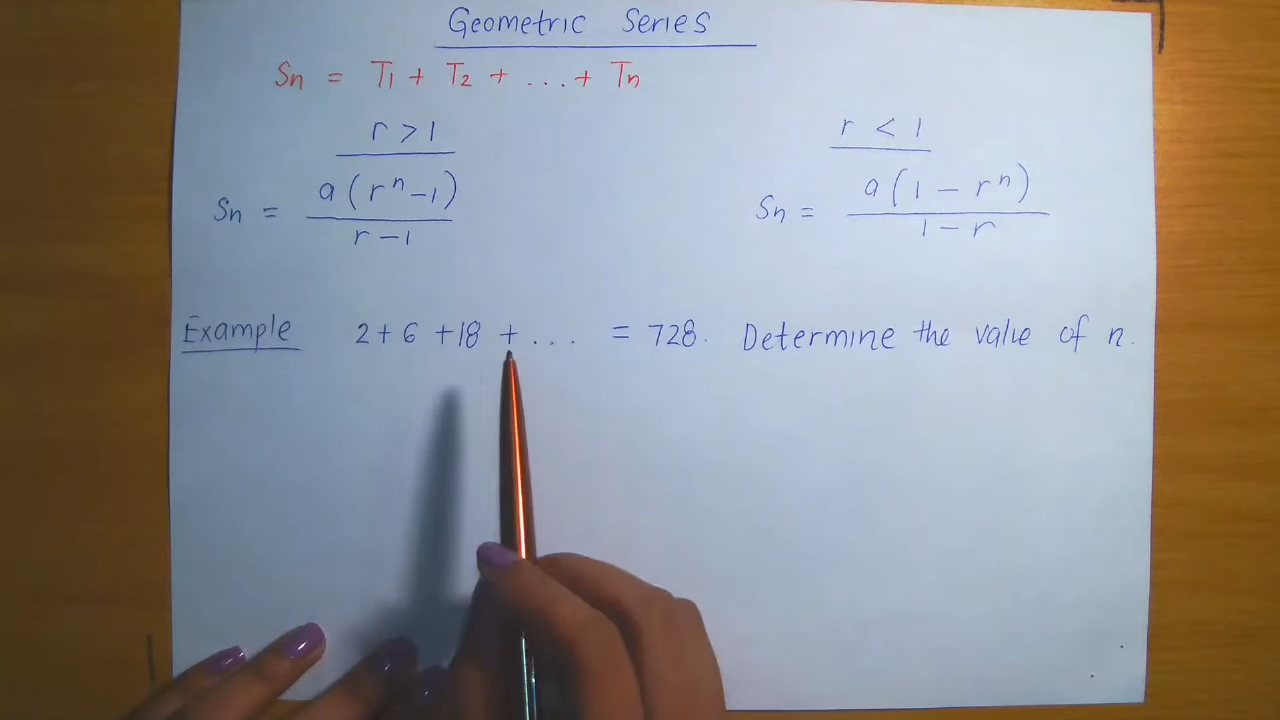 Geometric Series
Sn = T1 + T2 + ... + Tn
r > 1
Sn = a(r^n - 1) / r - 1
r < 1
Sn = a(1 - r^n) / 1 - r
Example 2 + 6 + 18 + ... = 728. Determine the value of n.